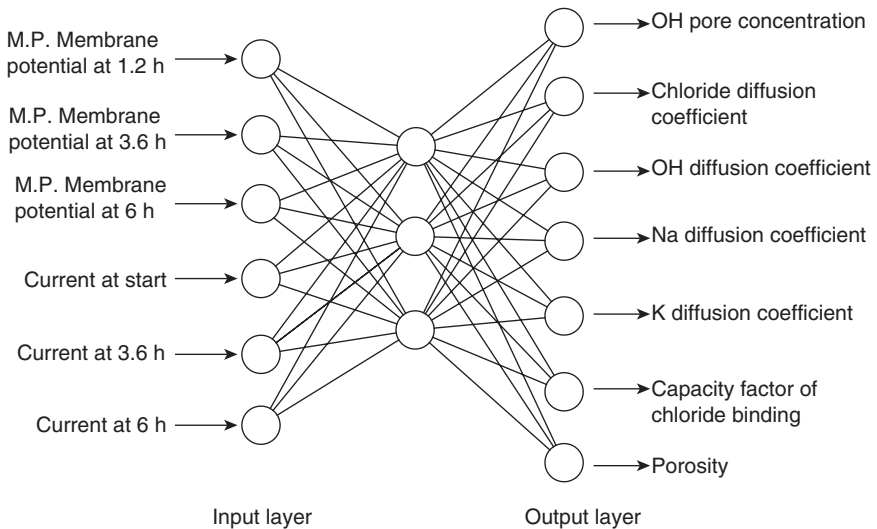 M.P. Membrane
potential at 1.2 h
M.P. Membrane
potential at 3.6 h
M.P. Membrane
potential at 6 h
Current at start
Current at 3.6 h
Current at 6 h
OH pore concentration
Chloride diffusion
coefficient
OH diffusion coefficient
Na diffusion coefficient
K diffusion coefficient
Capacity factor of
chloride binding
Porosity
Input layer
Output layer